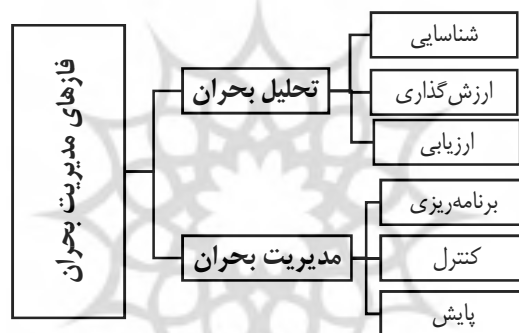 فازهای مدیریت بحران
تحلیل بحران
شناسایی
ارزش‌گذاری
ارزیابی
مدیریت بحران
برنامه‌ریزی
کنترل
پایش